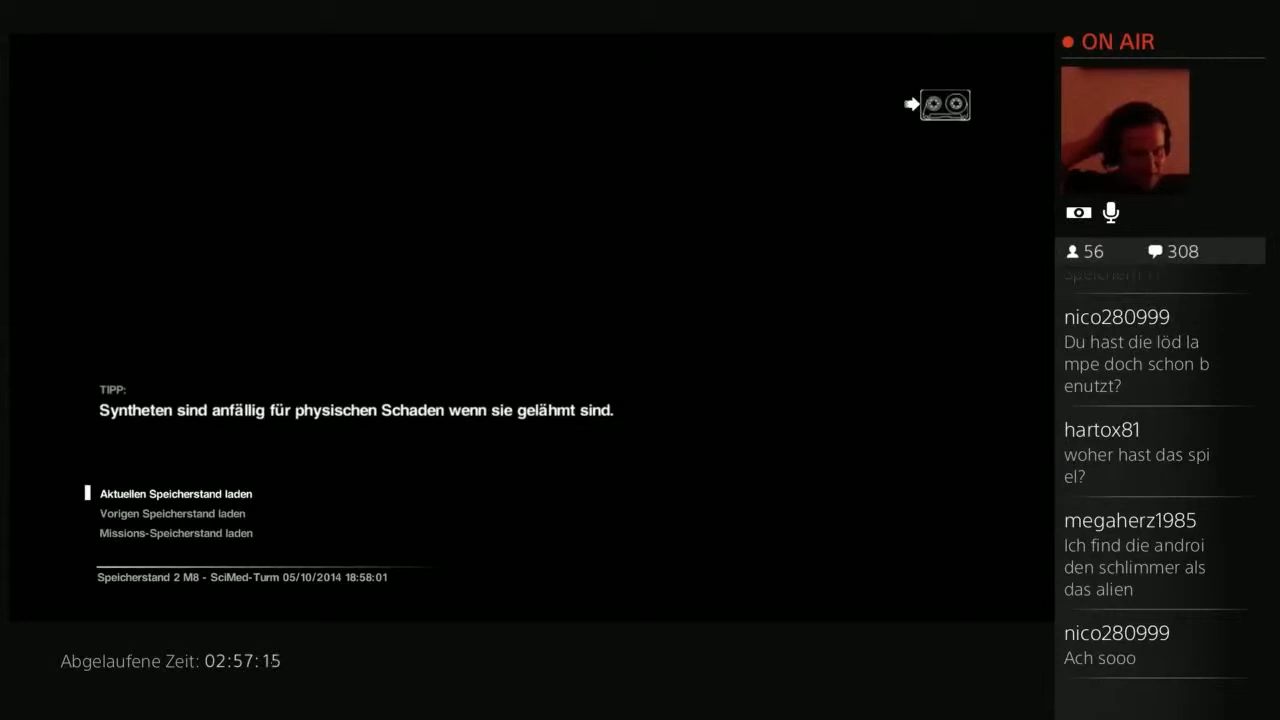 ON AIR
56 308
nico280999
Du hast die löd la
mpe doch schon b
enutzt?
hartox81
woher hast das spi
el?
megaherz1985
Ich find die androi
den schlimmer als
das alien
nico280999
Ach sooo
TIPP:
Syntheten sind anfällig für physischen Schaden wenn sie gelähmt sind.
Aktuellen Speicherstand laden
Vorigen Speicherstand laden
Missions-Speicherstand laden
Speicherstand 2 M8 - SciMed-Turm 05/10/2014 18:58:01
Abgelaufene Zeit: 02:57:15